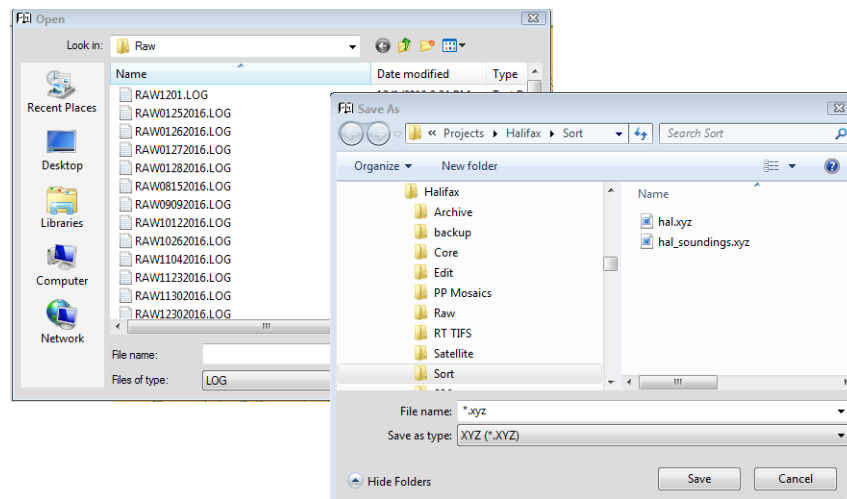 Open
Look in: Raw
Name Date modified Type
Recent Places
Desktop
Libraries
Computer
Network
RAW1201.LOG
RAW01252016.LOG
RAW01262016.LOG
RAW01272016.LOG
RAW01282016.LOG
RAW08152016.LOG
RAW09092016.LOG
RAW10122016.LOG
RAW10262016.LOG
RAW11042016.LOG
RAW11232016.LOG
RAW11302016.LOG
RAW12302016.LOG
File name:
Files of type: LOG
Save As
« Projects Halifax Sort Search Sort
Organize New folder
Halifax
Archive
backup
Core
Edit
PP Mosaics
Raw
RT TIFS
Satellite
Sort
Name
hal.xyz
hal_soundings.xyz
File name: *.xyz
Save as type: XYZ (*.XYZ)
Hide Folders Save Cancel